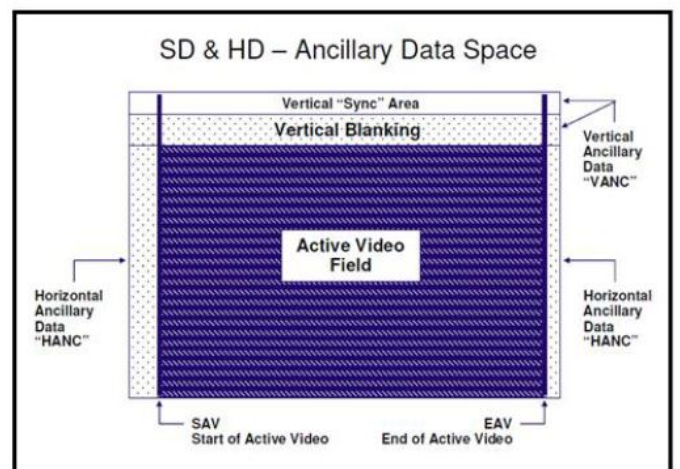 SD & HD – Ancillary Data Space
Vertical “Sync” Area
Vertical Blanking
Vertical
Ancillary
Data
“VANC”
Active Video
Field
Horizontal
Ancillary
Data
“HANC”
Horizontal
Ancillary
Data
“HANC”
SAV
Start of Active Video
EAV
End of Active Video